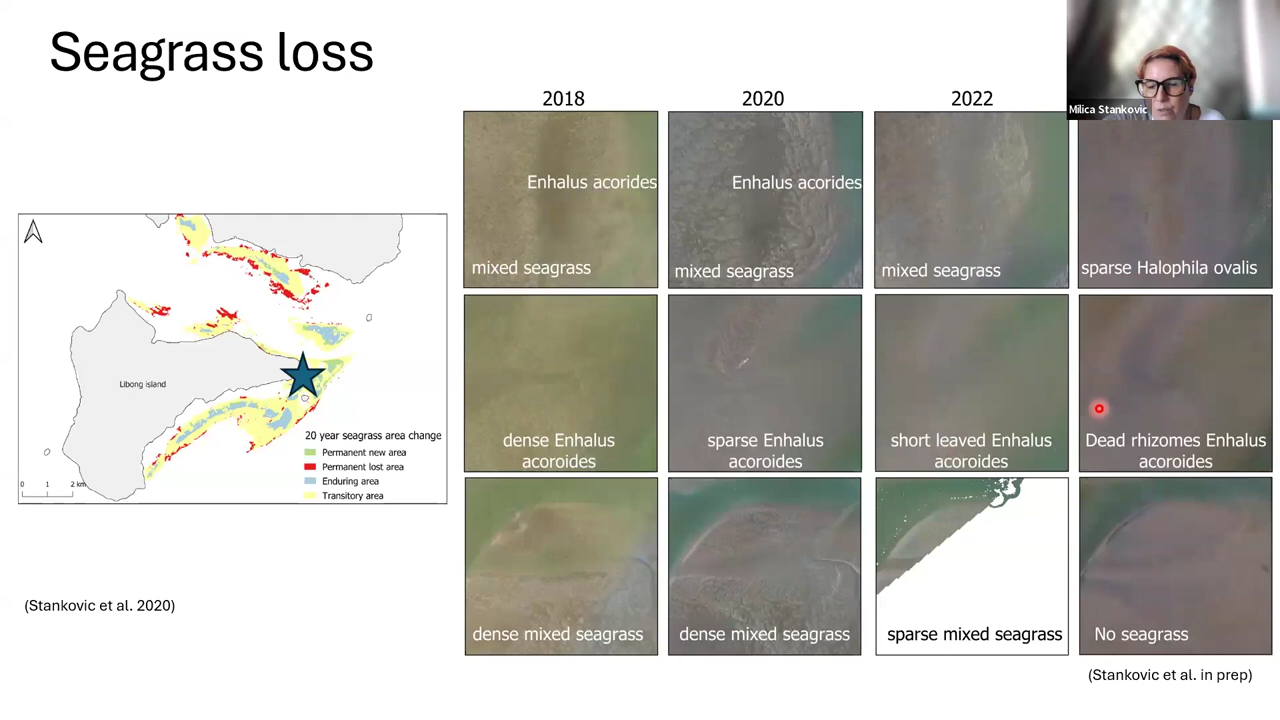 Seagrass loss
2018
2020
2022
Milica Stankovic
Enhalus acorides
mixed seagrass
Enhalus acorides
mixed seagrass
mixed seagrass
sparse Halophila ovalis
dense Enhalus
acoroides
sparse Enhalus
acoroides
short leaved Enhalus
acoroides
Dead rhizomes Enhalus
acoroides
dense mixed seagrass
dense mixed seagrass
sparse mixed seagrass
No seagrass
Libong island
20 year seagrass area change
Permanent new area
Permanent lost area
Enduring area
Transitory area
0 1 2 km
(Stankovic et al. 2020)
(Stankovic et al. in prep)